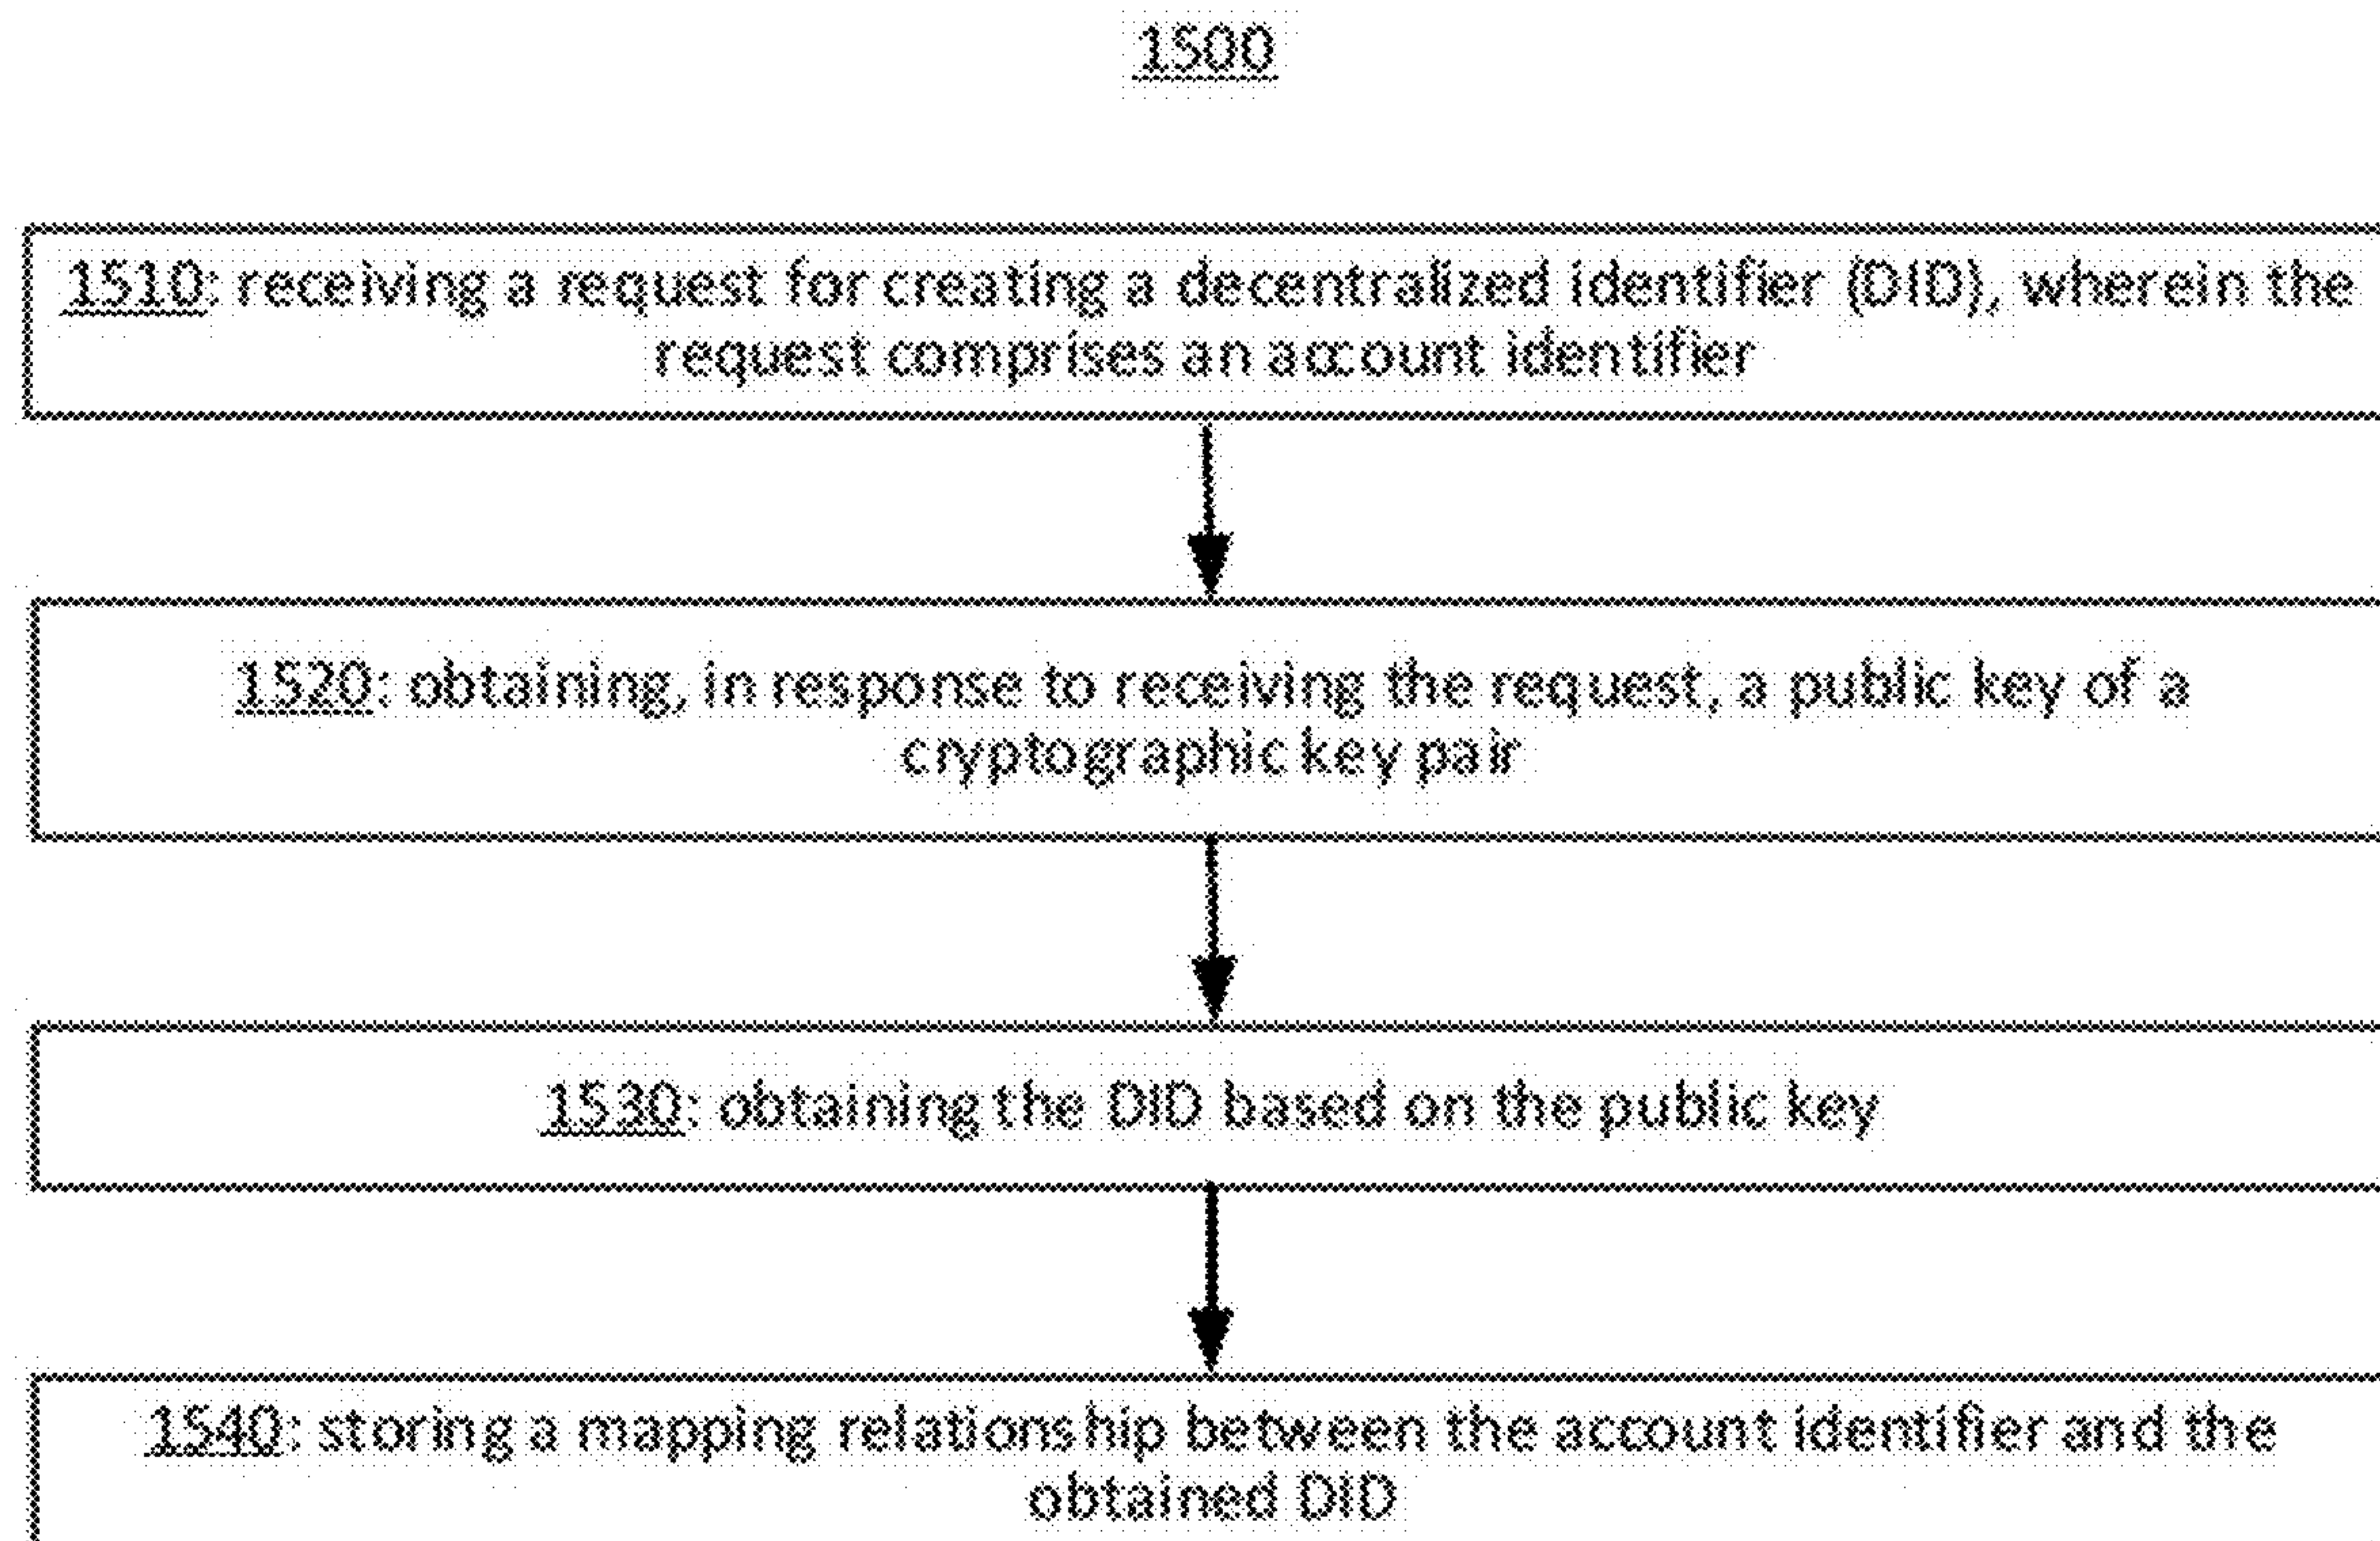 1500
1510: receiving a request for creating a decentralized identifier (DID), wherein the
request comprises an account identifier
1520: obtaining, in response to receiving the request, a public key of a
cryptographic key pair
1530: obtaining the DID based on the public key
1540: storing a mapping relationship between the account identifier and the
obtained DID